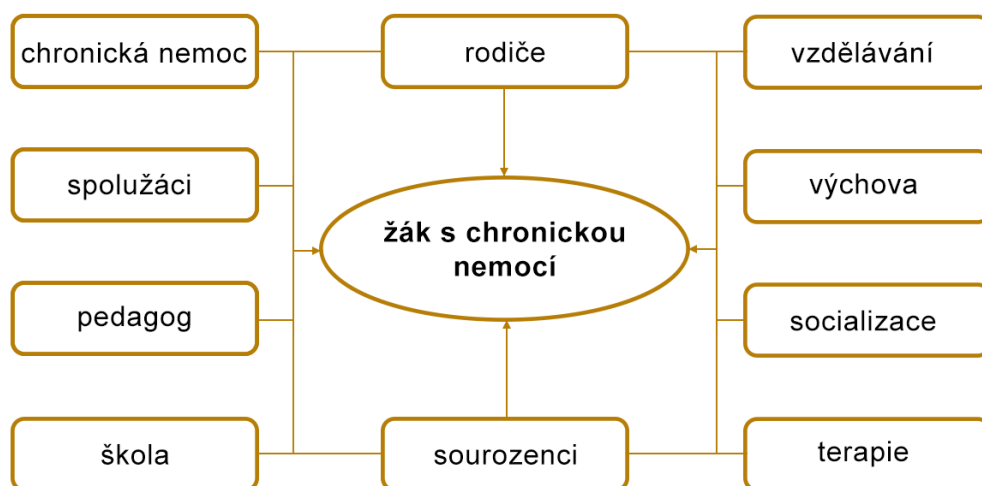 chronická nemoc
rodiče
vzdělávání
spolužáci
výchova
žák s chronickou
nemocí
pedagog
socializace
škola
sourozenci
terapie